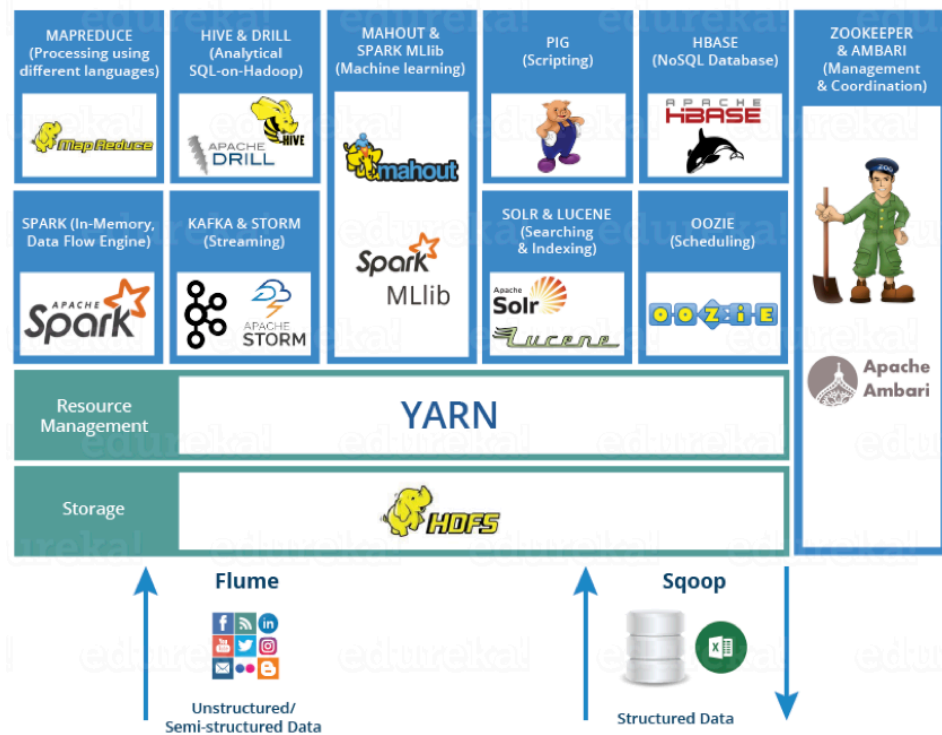 MAPREDUCE
(Processing using
different languages)
Map Reduce
HIVE & DRILL
(Analytical
SQL-on-Hadoop)
HIVE
APACHE
DRILL
MAHOUT &
SPARK MLlib
(Machine learning)
mahout
Spark
MLlib
PIG
(Scripting)
HBASE
(NoSQL Database)
APACHE
HBASE
ZOOKEEPER
& AMBARI
(Management
& Coordination)
ZOO
Apache
Ambari
SPARK (In-Memory,
Data Flow Engine)
APACHE
Spark
KAFKA & STORM
(Streaming)
APACHE
STORM
SOLR & LUCENE
(Searching
& Indexing)
Apache
Solr
Lucene
OOZIE
(Scheduling)
OOZiE
Resource
Management
YARN
Storage
HDFS
Flume
Unstructured/
Semi-structured Data
Sqoop
Structured Data
edureka!